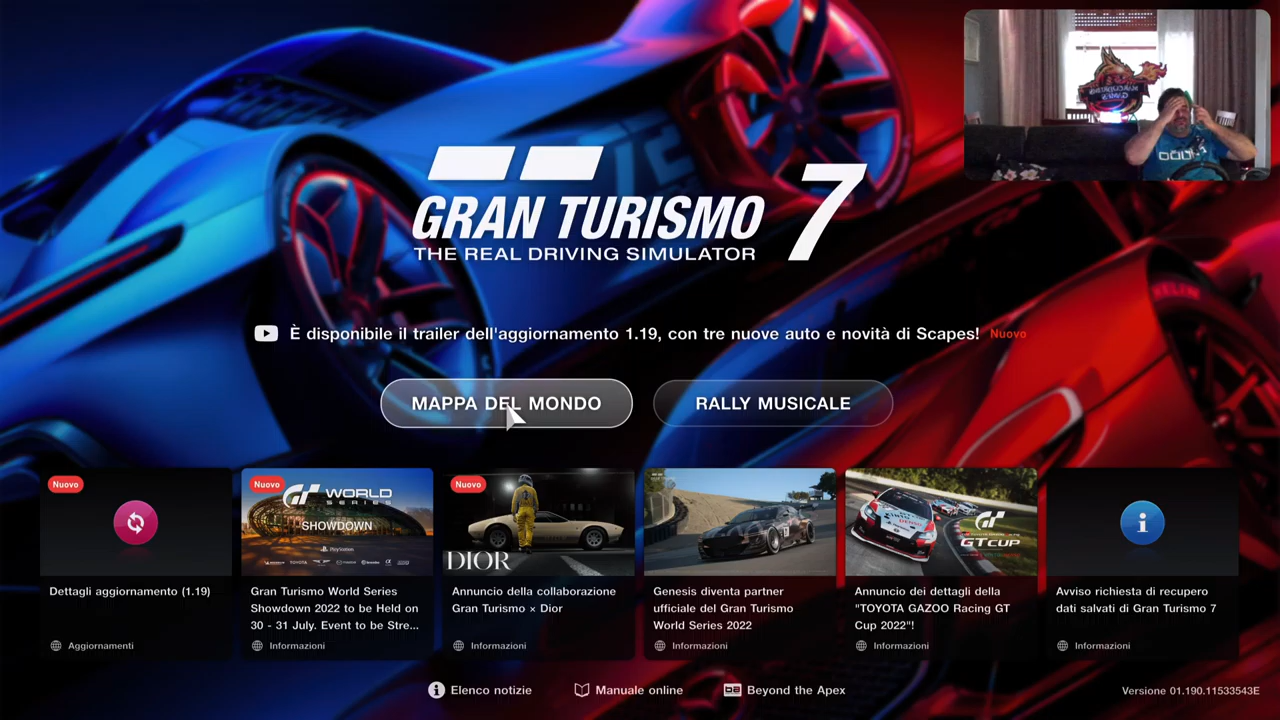 GRAN TURISMO 7
THE REAL DRIVING SIMULATOR
È disponibile il trailer dell'aggiornamento 1.19, con tre nuove auto e novità di Scapes! Nuovo
MAPPA DEL MONDO
RALLY MUSICALE
Nuovo
Dettagli aggiornamento (1.19)
Aggiornamenti
Nuovo
GT WORLD
SERIES
SHOWDOWN
PlayStation
Gran Turismo World Series
Showdown 2022 to be Held on
30 - 31 July. Event to be Stre...
Informazioni
Nuovo
DIOR
Annuncio della collaborazione
Gran Turismo × Dior
Informazioni
Genesis diventa partner
ufficiale del Gran Turismo
World Series 2022
Informazioni
GT CUP
Annuncio dei dettagli della
"TOYOTA GAZOO Racing GT
Cup 2022"!
Informazioni
Avviso richiesta di recupero
dati salvati di Gran Turismo 7
Informazioni
Elenco notizie
Manuale online
Beyond the Apex
Versione 01.190.11533543E